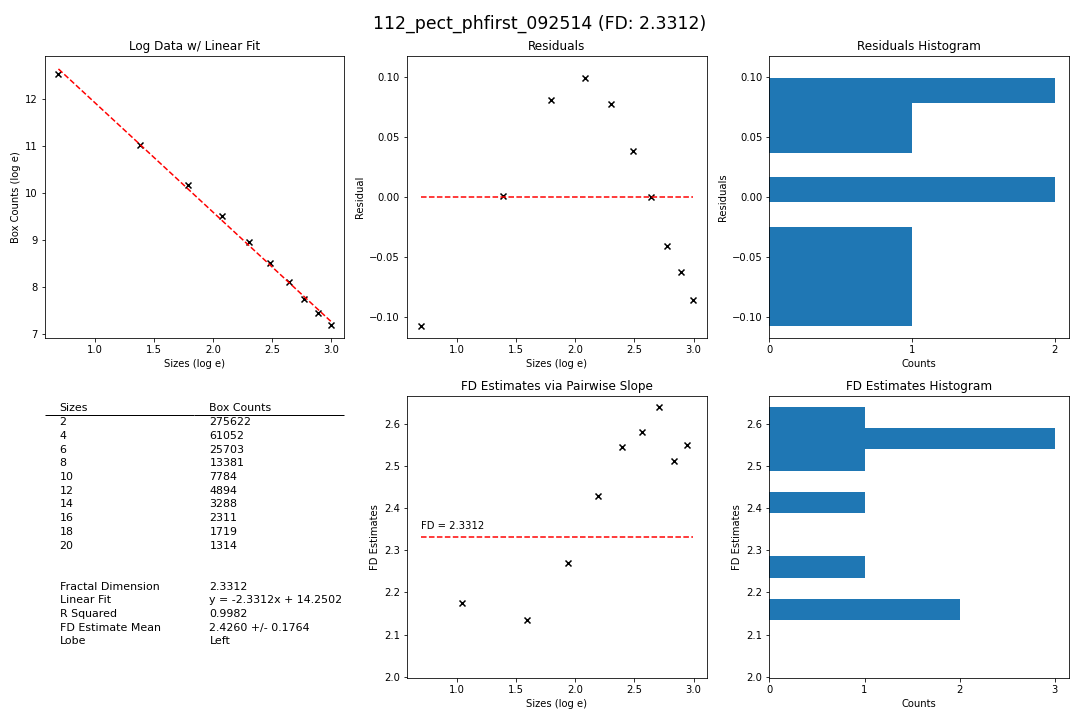 112_pect_phfirst_092514 (FD: 2.3312)
Log Data w/ Linear Fit
Box Counts (log e)
12
11
10
9
8
7
1.0 1.5 2.0 2.5 3.0
Sizes (log e)
Residuals
Residual
0.10
0.05
0.00
−0.05
−0.10
1.0 1.5 2.0 2.5 3.0
Sizes (log e)
Residuals Histogram
Residuals
0.10
0.05
0.00
−0.05
−0.10
0 1 2
Counts
Sizes Box Counts
2 275622
4 61052
6 25703
8 13381
10 7784
12 4894
14 3288
16 2311
18 1719
20 1314
Fractal Dimension 2.3312
Linear Fit y = -2.3312x + 14.2502
R Squared 0.9982
FD Estimate Mean 2.4260 +/- 0.1764
Lobe Left
FD Estimates via Pairwise Slope
FD Estimates
2.6
2.5
2.4
2.3
2.2
2.1
2.0
FD = 2.3312
1.0 1.5 2.0 2.5 3.0
Sizes (log e)
FD Estimates Histogram
FD Estimates
2.6
2.5
2.4
2.3
2.2
2.1
2.0
0 1 2 3
Counts